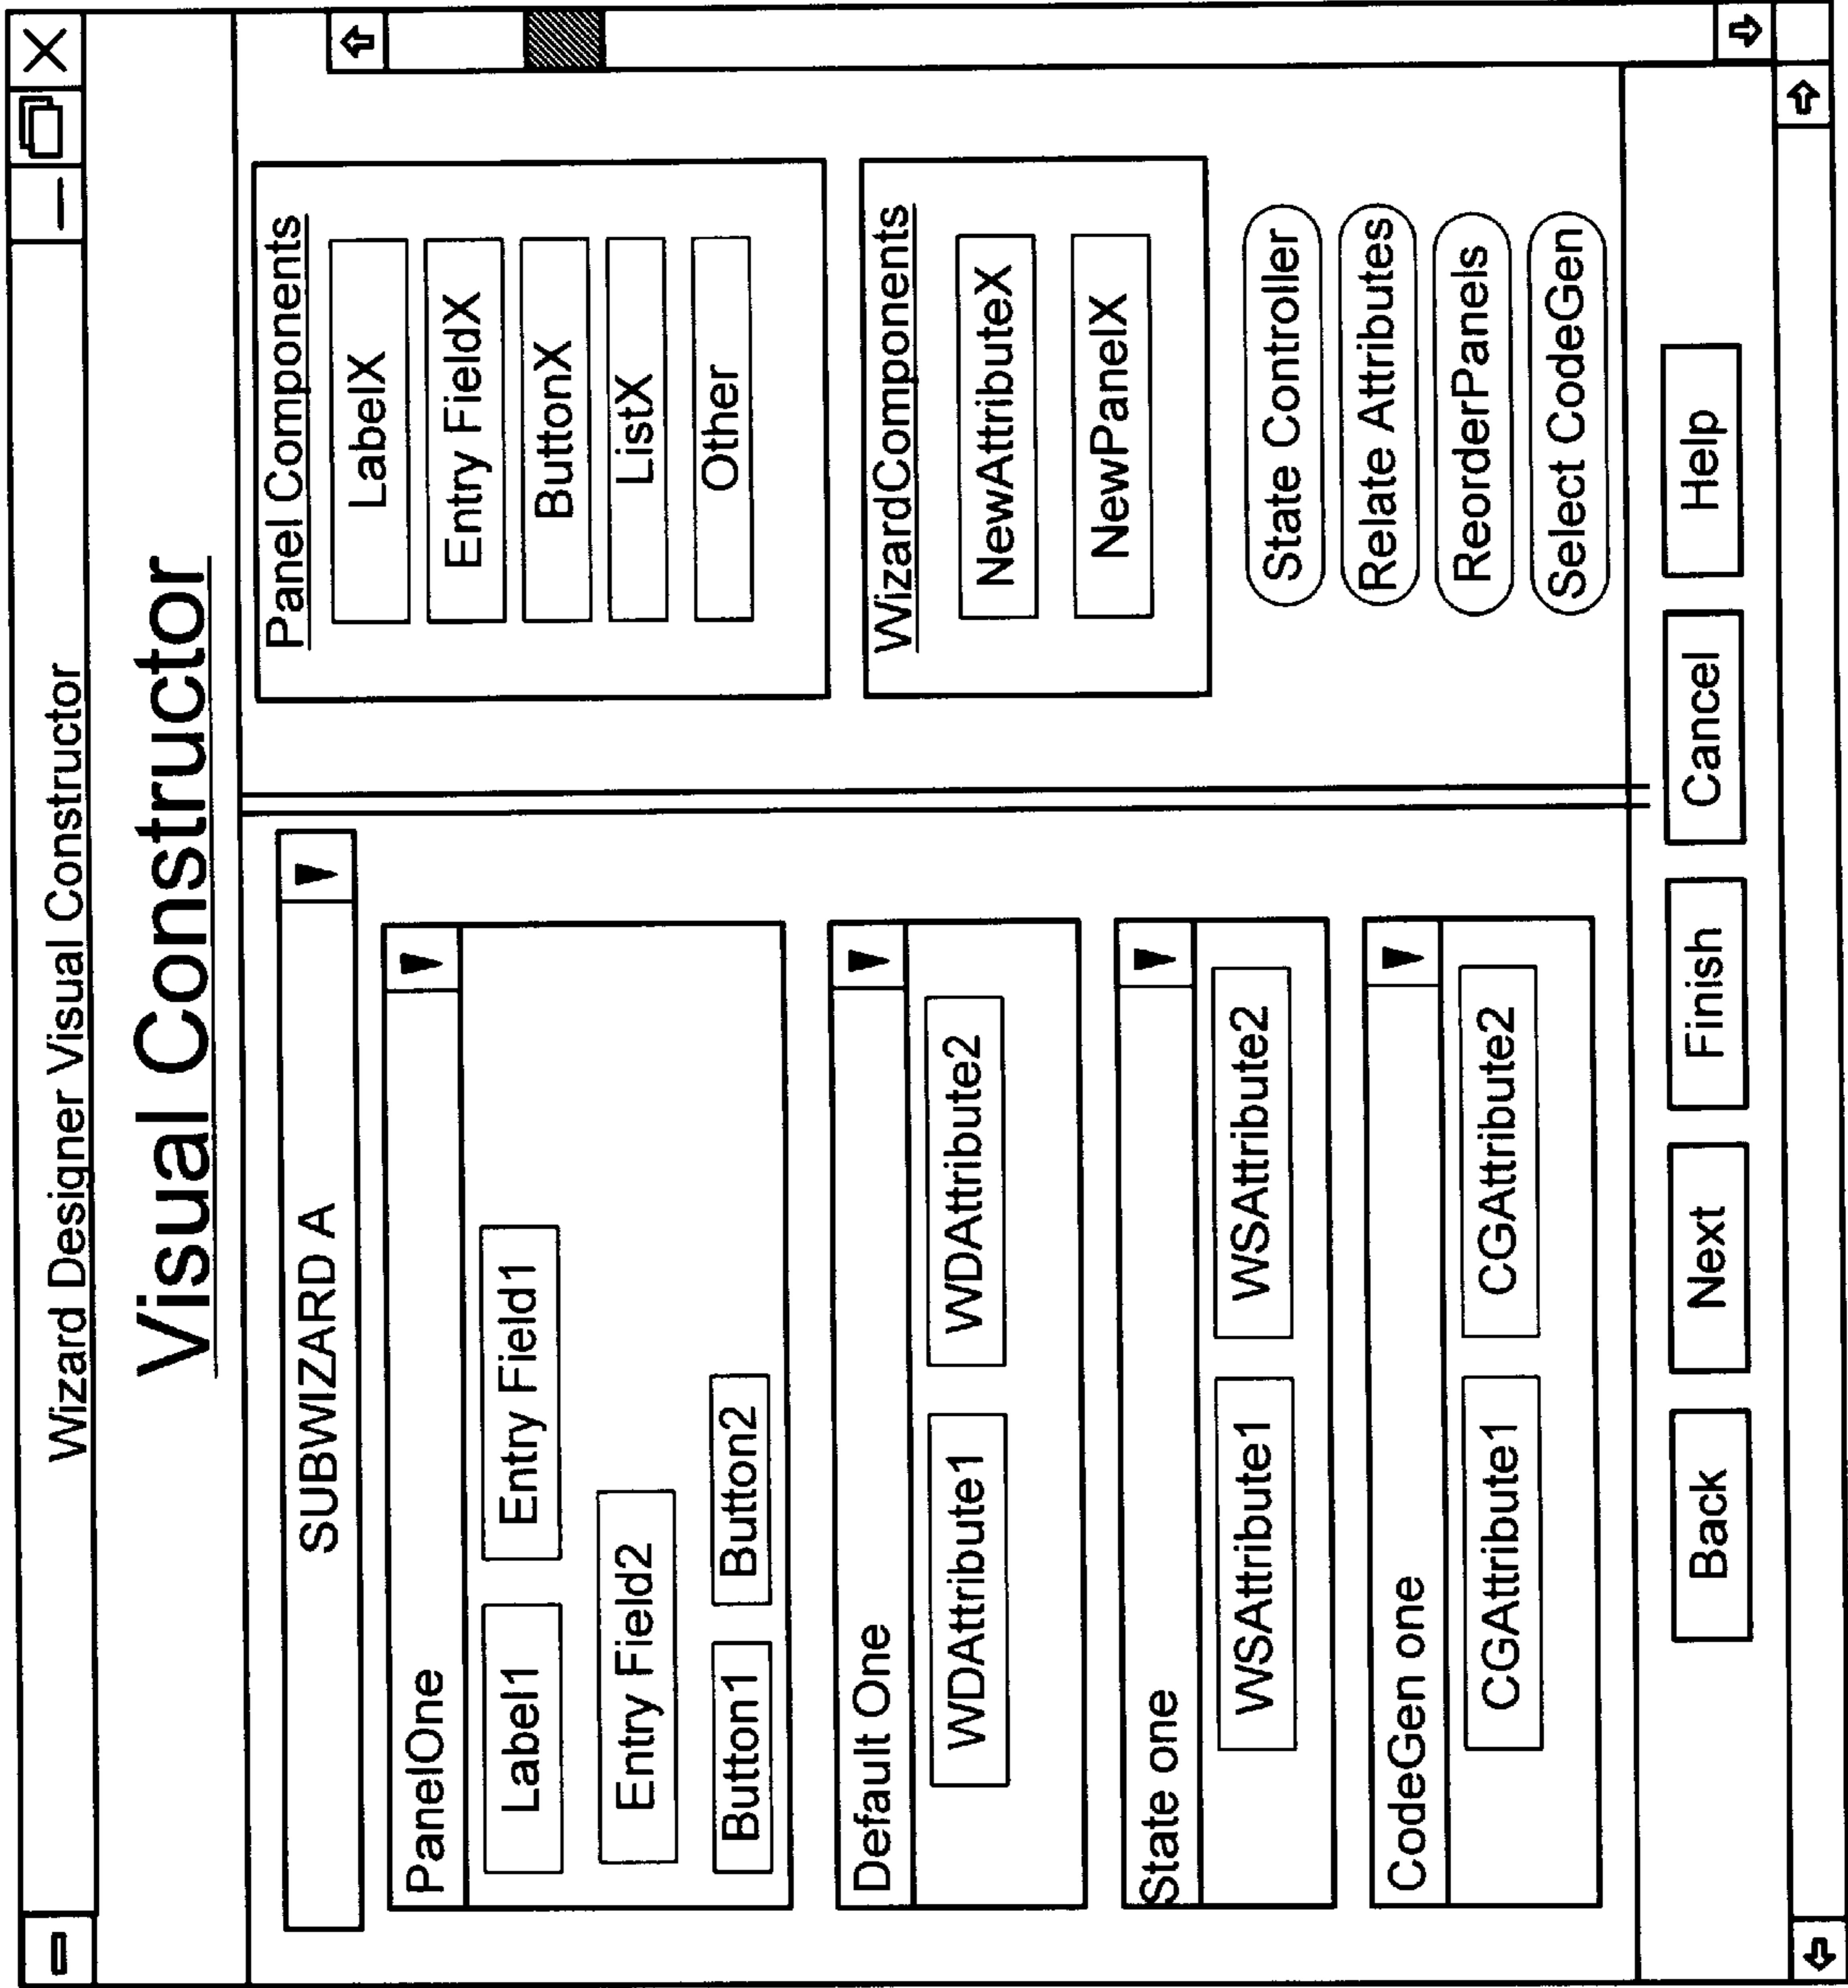 Wizard Designer Visual Constructor
Visual Constructor
SUBWIZARD A
PanelOne
Label1
Entry Field1
Entry Field2
Button1
Button2
Default One
WDAttribute1
WDAttribute2
State one
WSAttribute1
WSAttribute2
CodeGen one
CGAttribute1
CGAttribute2
Panel Components
LabelX
Entry FieldX
ButtonX
ListX
Other
WizardComponents
NewAttributeX
NewPanelX
State Controller
Relate Attributes
ReorderPanels
Select CodeGen
Back
Next
Finish
Cancel
Help